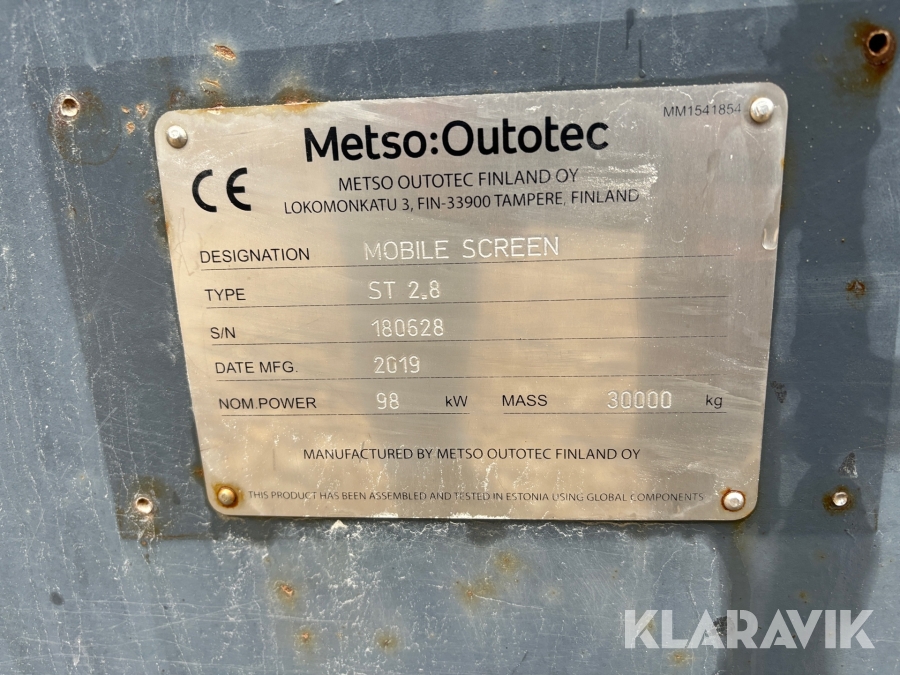 MM1541854
Metso:Outotec
CE
METSO OUTOTEC FINLAND OY
LOKOMONKATU 3, FIN-33900 TAMPERE, FINLAND
DESIGNATION MOBILE SCREEN
TYPE ST 2.8
S/N 180628
DATE MFG. 2019
NOM.POWER 98 kW MASS 30000 kg
MANUFACTURED BY METSO OUTOTEC FINLAND OY
THIS PRODUCT HAS BEEN ASSEMBLED AND TESTED IN ESTONIA USING GLOBAL COMPONENTS
KLARAVIK